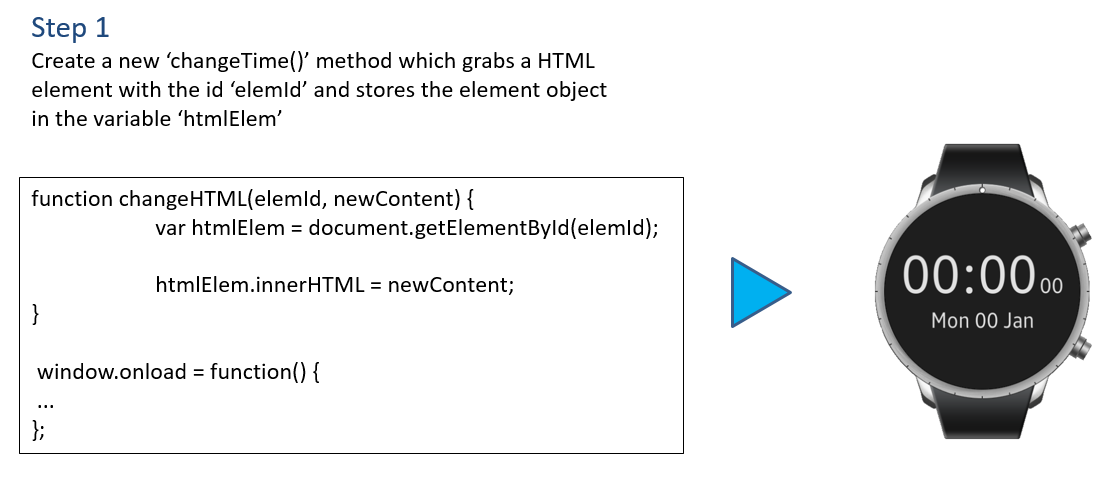 Step 1
Create a new ‘changeTime()’ method which grabs a HTML
element with the id ‘elemId’ and stores the element object
in the variable ‘htmlElem’
function changeHTML(elemId, newContent) {
var htmlElem = document.getElementById(elemId);
htmlElem.innerHTML = newContent;
}
window.onload = function() {
...
};
00:00 00
Mon 00 Jan